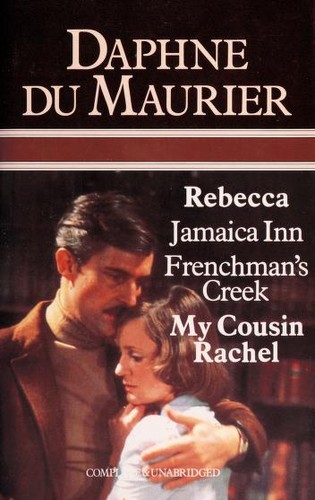 DAPHNE
DU MAURIER
Rebecca
Jamaica Inn
Frenchman's
Creek
My Cousin
Rachel
COMPLETE & UNABRIDGED